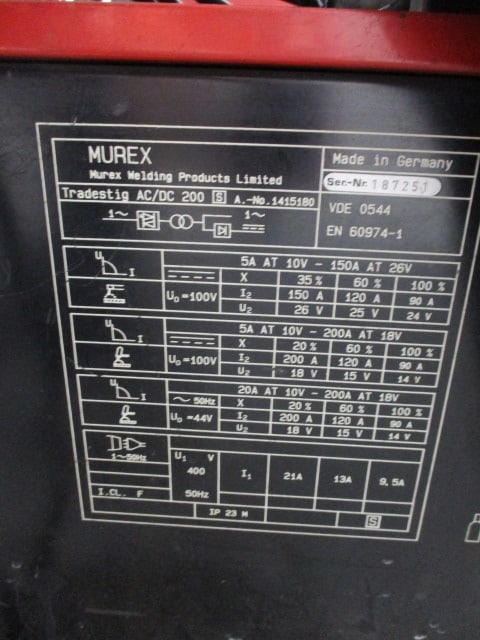 MUREX
Murex Welding Products Limited
Made in Germany
Tradestig AC/DC 200 S A.-No.1415180
Ser.-Nr. 187251
1~ 1~
VDE 0544
EN 60974-1
5A AT 10V - 150A AT 26V
U I X 35% 60% 100%
U₀=100V I₂ 150 A 120 A 90 A
U₂ 26 V 25 V 24 V
5A AT 10V - 200A AT 18V
U I X 20% 60% 100%
U₀=100V I₂ 200 A 120 A 90 A
U₂ 18 V 15 V 14 V
20A AT 10V - 200A AT 18V
U I ~ 50Hz X 20% 60% 100%
U₀=44V I₂ 200 A 120 A 90 A
U₂ 18 V 15 V 14 V
1~50Hz U₁ V 400 50Hz I₁ 21A 13A 9,5A
I.CL. F
IP 23 M S